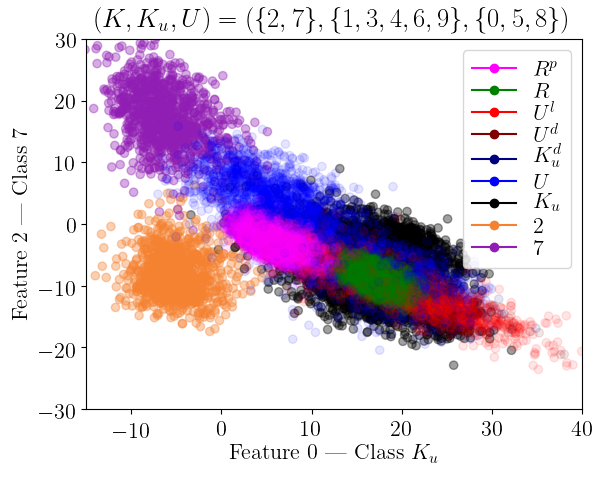 (K, K_u, U) = ({2, 7}, {1, 3, 4, 6, 9}, {0, 5, 8})
30
20
10
0
−10
−20
−30
Feature 2 — Class 7
R^p
R
U^l
U^d
K_u^d
U
K_u
2
7
−10
0
10
20
30
40
Feature 0 — Class K_u